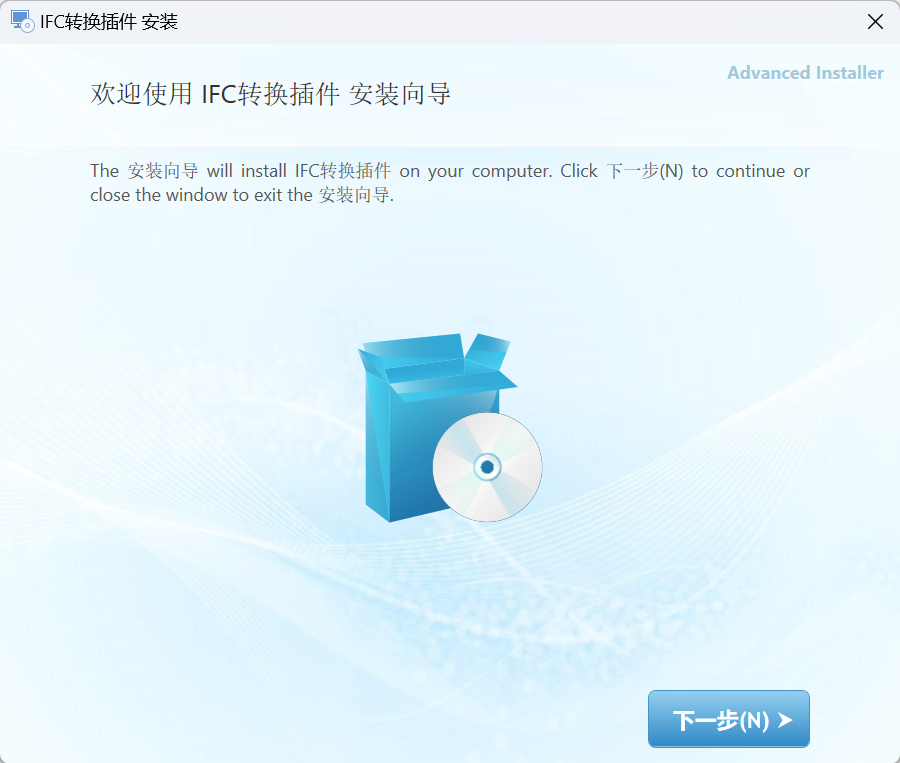 IFC转换插件 安装
Advanced Installer
欢迎使用 IFC转换插件 安装向导
The 安装向导 will install IFC转换插件 on your computer. Click 下一步(N) to continue or
close the window to exit the 安装向导.
下一步(N)